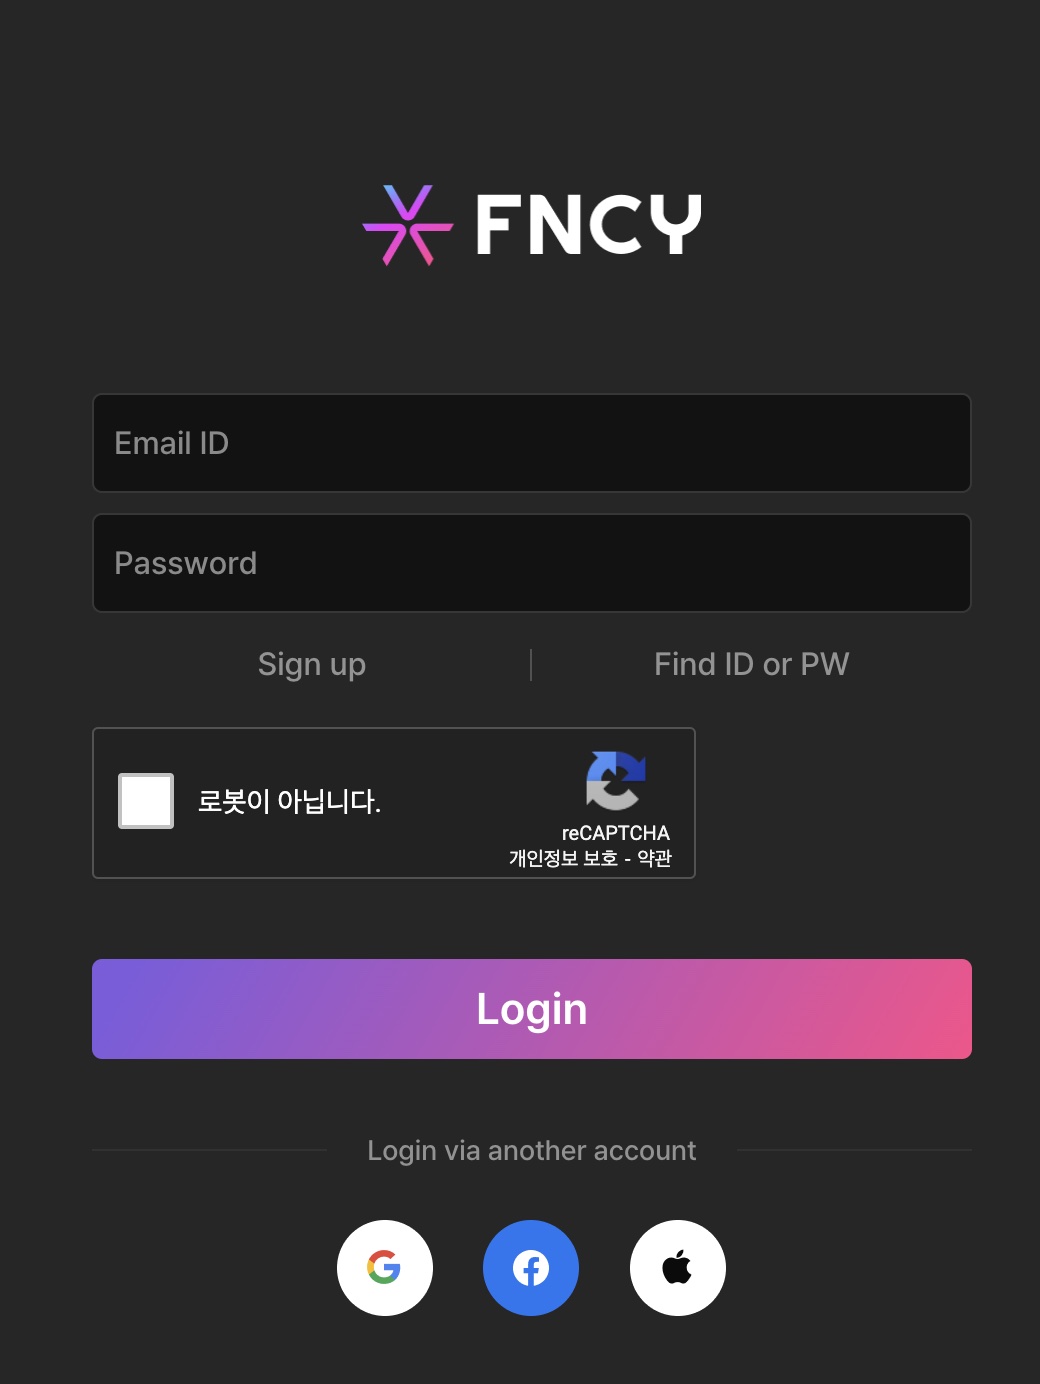 FNCY
Email ID
Password
Sign up
Find ID or PW
로봇이 아닙니다.
reCAPTCHA
개인정보 보호 - 약관
Login
Login via another account